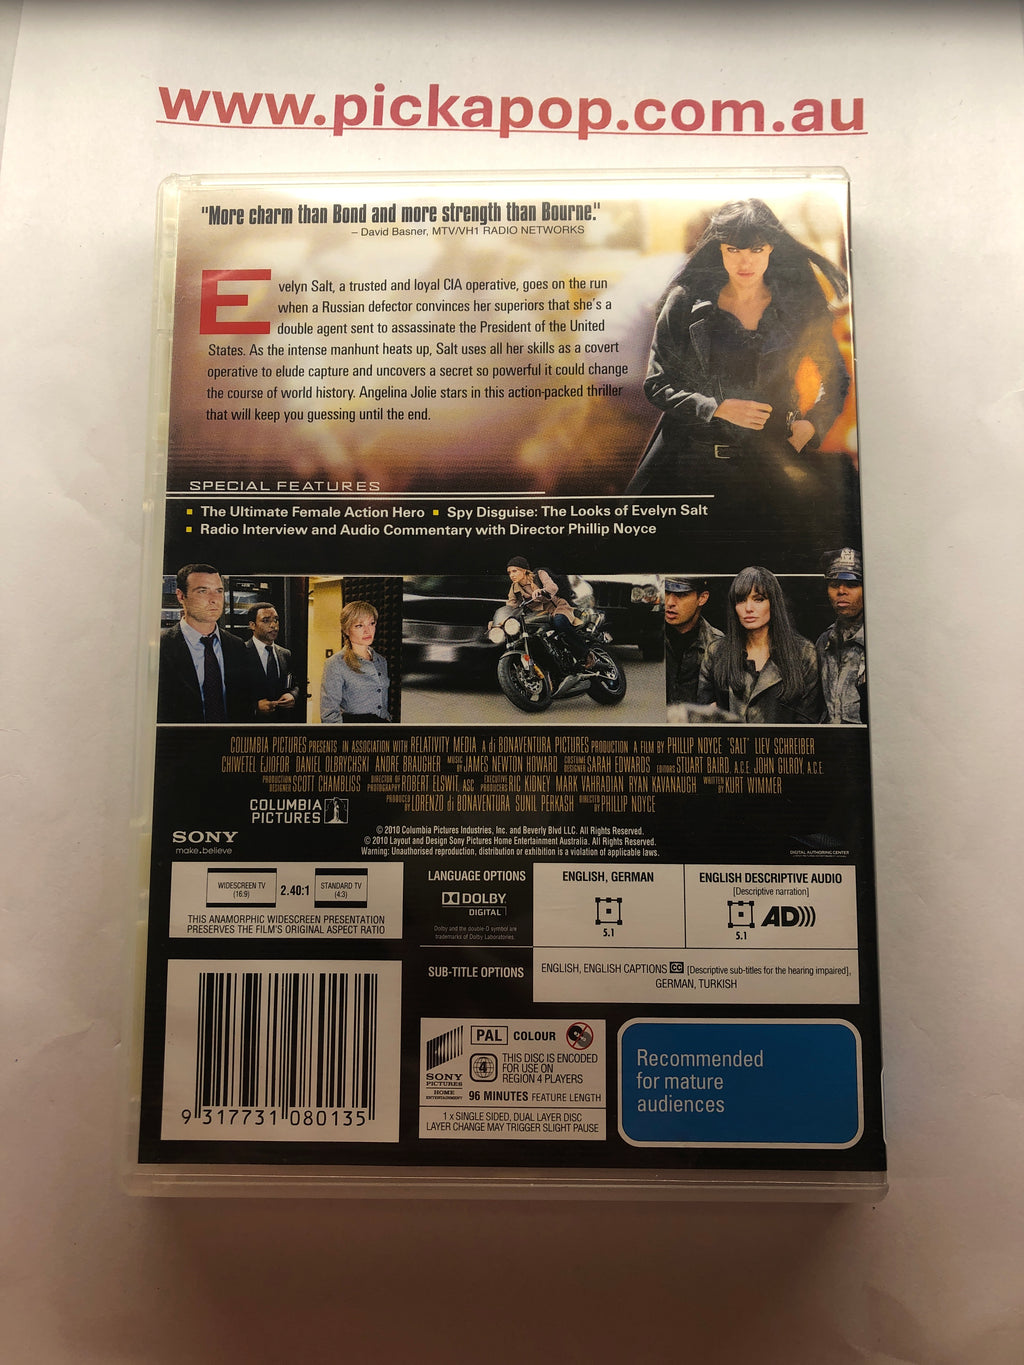 www.pickapop.com.au
"More charm than Bond and more strength than Bourne."
– David Basner, MTV/VH1 RADIO NETWORKS
Evelyn Salt, a trusted and loyal CIA operative, goes on the run
when a Russian defector convinces her superiors that she's a
double agent sent to assassinate the President of the United
States. As the intense manhunt heats up, Salt uses all her skills as a covert
operative to elude capture and uncovers a secret so powerful it could change
the course of world history. Angelina Jolie stars in this action-packed thriller
that will keep you guessing until the end.
SPECIAL FEATURES
▪ The Ultimate Female Action Hero ▪ Spy Disguise: The Looks of Evelyn Salt
▪ Radio Interview and Audio Commentary with Director Phillip Noyce
COLUMBIA PICTURES PRESENTS IN ASSOCIATION WITH RELATIVITY MEDIA A di BONAVENTURA PICTURES PRODUCTION A FILM BY PHILLIP NOYCE 'SALT' LIEV SCHREIBER
CHIWETEL EJIOFOR DANIEL OLBRYCHSKI ANDRE BRAUGHER MUSIC BY JAMES NEWTON HOWARD COSTUME DESIGNER SARAH EDWARDS EDITORS STUART BAIRD, A.C.E. JOHN GILROY, A.C.E.
PRODUCTION DESIGNER SCOTT CHAMBLISS DIRECTOR OF PHOTOGRAPHY ROBERT ELSWIT, ASC EXECUTIVE PRODUCERS RIC KIDNEY MARK VAHRADIAN RYAN KAVANAUGH WRITTEN BY KURT WIMMER
PRODUCED BY LORENZO di BONAVENTURA SUNIL PERKASH DIRECTED BY PHILLIP NOYCE
COLUMBIA
PICTURES
SONY
make.believe
© 2010 Columbia Pictures Industries, Inc. and Beverly Blvd LLC. All Rights Reserved.
© 2010 Layout and Design Sony Pictures Home Entertainment Australia. All Rights Reserved.
Warning: Unauthorised reproduction, distribution or exhibition is a violation of applicable laws.
DIGITAL AUTHORING CENTER
WIDESCREEN TV
(16:9)
2.40:1
STANDARD TV
(4:3)
THIS ANAMORPHIC WIDESCREEN PRESENTATION
PRESERVES THE FILM'S ORIGINAL ASPECT RATIO
LANGUAGE OPTIONS
DOLBY
DIGITAL
Dolby and the double-D symbol are
trademarks of Dolby Laboratories.
ENGLISH, GERMAN
5.1
ENGLISH DESCRIPTIVE AUDIO
[Descriptive narration]
5.1
AD)))
SUB-TITLE OPTIONS
ENGLISH, ENGLISH CAPTIONS CC [Descriptive sub-titles for the hearing impaired],
GERMAN, TURKISH
9 317731 080135
SONY
PICTURES
HOME
ENTERTAINMENT
PAL COLOUR
4
THIS DISC IS ENCODED
FOR USE ON
REGION 4 PLAYERS
96 MINUTES FEATURE LENGTH
1 x SINGLE SIDED, DUAL LAYER DISC
LAYER CHANGE MAY TRIGGER SLIGHT PAUSE
Recommended
for mature
audiences